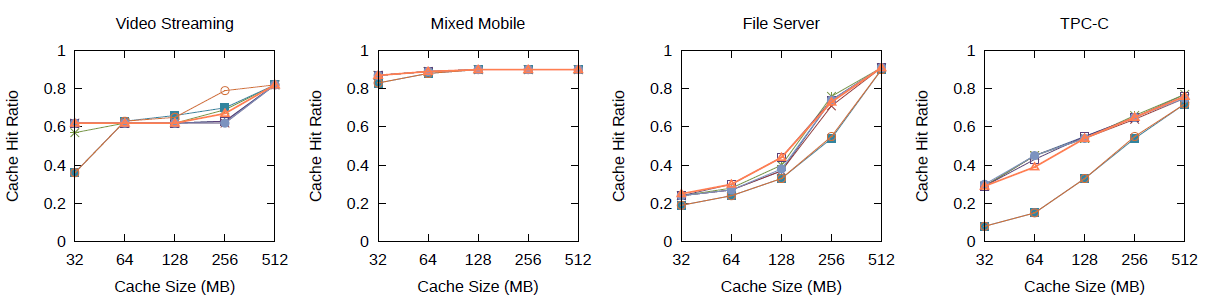 Video Streaming
1
0.8
0.6
0.4
0.2
0
Cache Hit Ratio
32 64 128 256 512
Cache Size (MB)
Mixed Mobile
1
0.8
0.6
0.4
0.2
0
Cache Hit Ratio
32 64 128 256 512
Cache Size (MB)
File Server
1
0.8
0.6
0.4
0.2
0
Cache Hit Ratio
32 64 128 256 512
Cache Size (MB)
TPC-C
1
0.8
0.6
0.4
0.2
0
Cache Hit Ratio
32 64 128 256 512
Cache Size (MB)